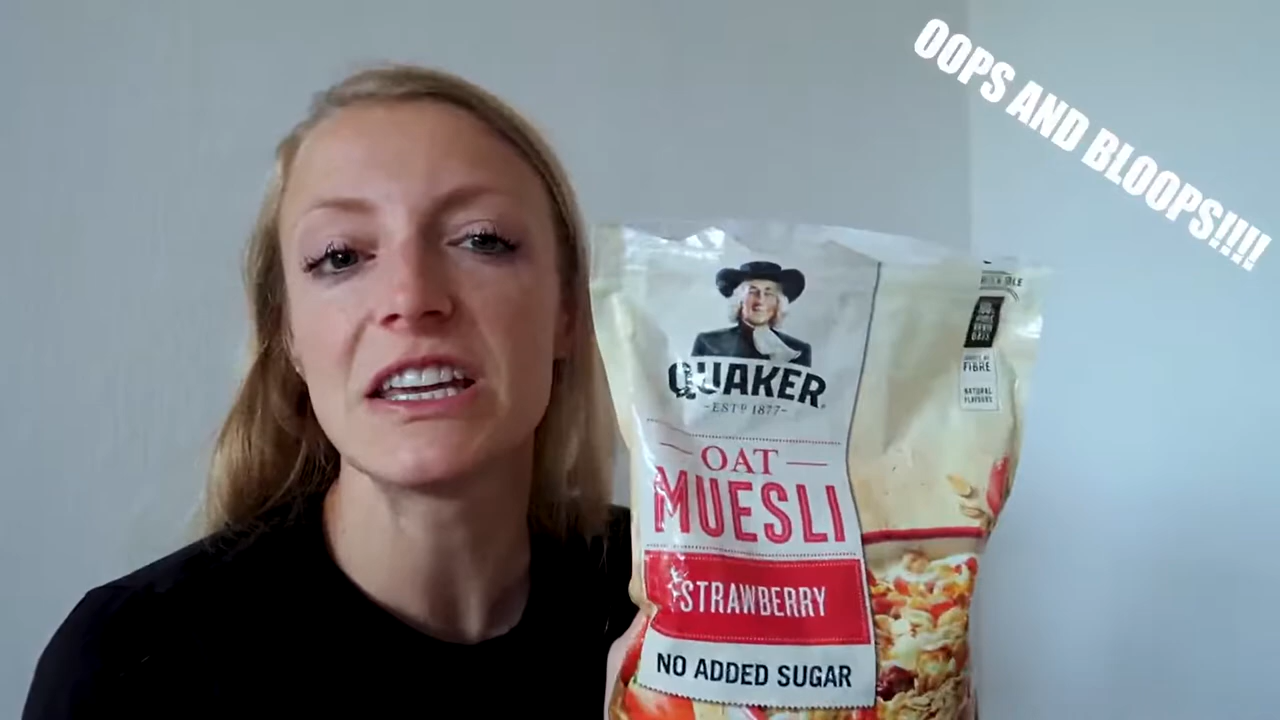 OOPS AND BLOOPS!!!!
QUAKER
ESTD 1877
OAT
MUESLI
STRAWBERRY
NO ADDED SUGAR
FIBRE
NATURAL
FLAVOURS